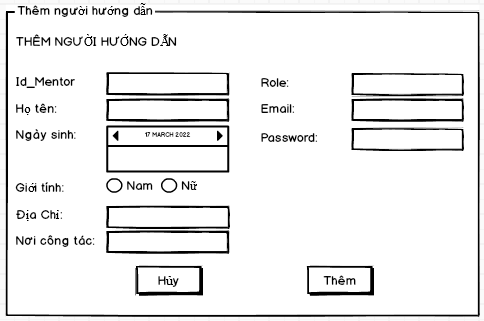 Thêm người hướng dẫn
THÊM NGƯỜI HƯỚNG DẪN
Id_Mentor
Role:
Họ tên:
Email:
Ngày sinh:
17 MARCH 2022
Password:
Giới tính:
Nam
Nữ
Địa Chỉ:
Nơi công tác:
Hủy
Thêm